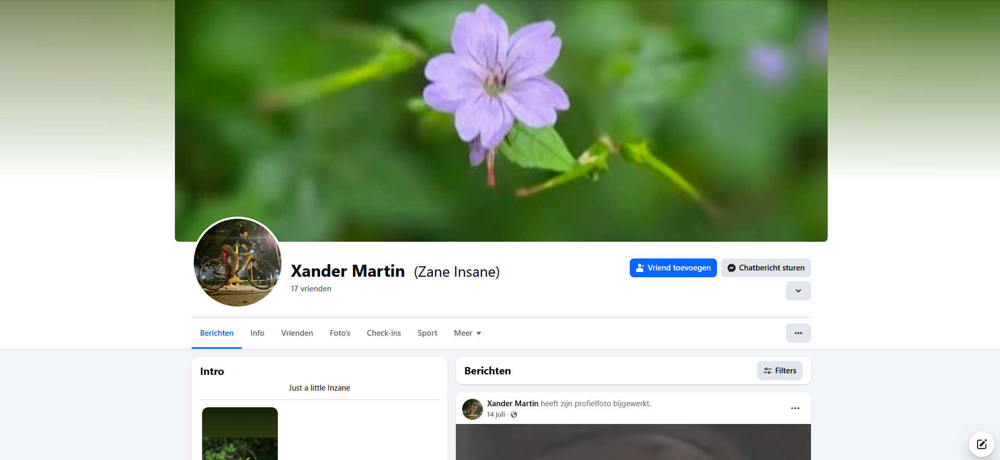 Xander Martin (Zane Insane)
17 vrienden
Vriend toevoegen
Chatbericht sturen
Berichten Info Vrienden Foto's Check-ins Sport Meer
Intro
Just a little Inzane
Berichten
Filters
Xander Martin heeft zijn profielfoto bijgewerkt.
14 juli ·